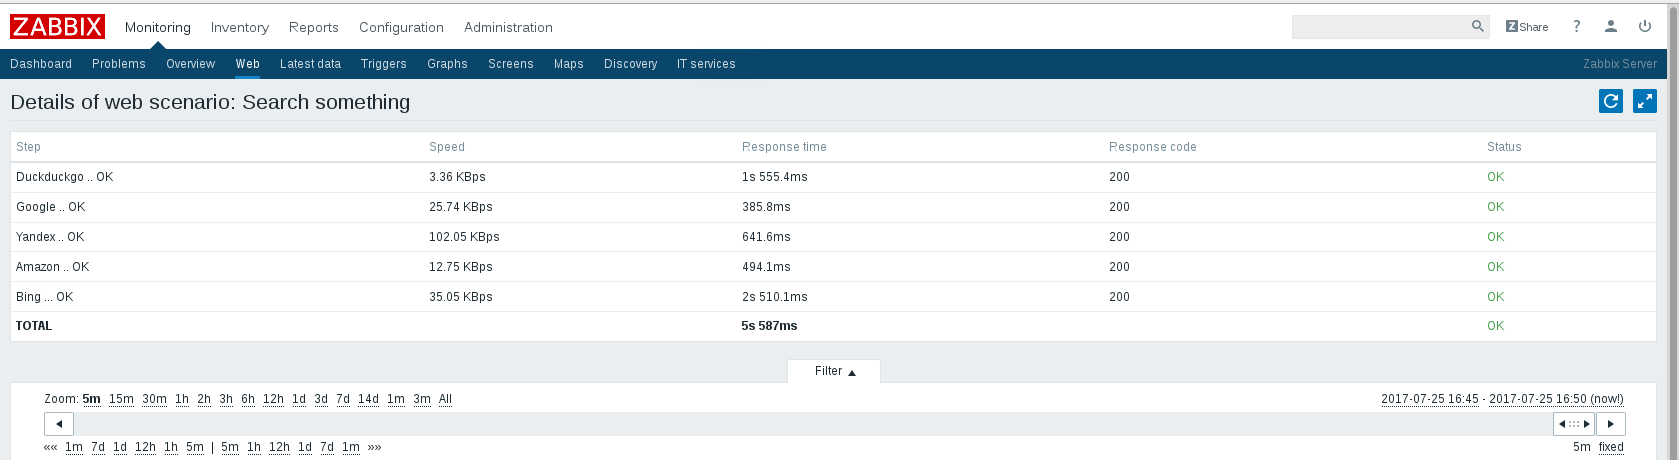 ZABBIX Monitoring Inventory Reports Configuration Administration Share ?
Dashboard Problems Overview Web Latest data Triggers Graphs Screens Maps Discovery IT services Zabbix Server
Details of web scenario: Search something
Step Speed Response time Response code Status
Duckduckgo .. OK 3.36 KBps 1s 555.4ms 200 OK
Google .. OK 25.74 KBps 385.8ms 200 OK
Yandex .. OK 102.05 KBps 641.6ms 200 OK
Amazon .. OK 12.75 KBps 494.1ms 200 OK
Bing ... OK 35.05 KBps 2s 510.1ms 200 OK
TOTAL 5s 587ms OK
Filter ▲
Zoom: 5m 15m 30m 1h 2h 3h 6h 12h 1d 3d 7d 14d 1m 3m All 2017-07-25 16:45 - 2017-07-25 16:50 (now!)
«« 1m 7d 1d 12h 1h 5m | 5m 1h 12h 1d 7d 1m »» 5m fixed